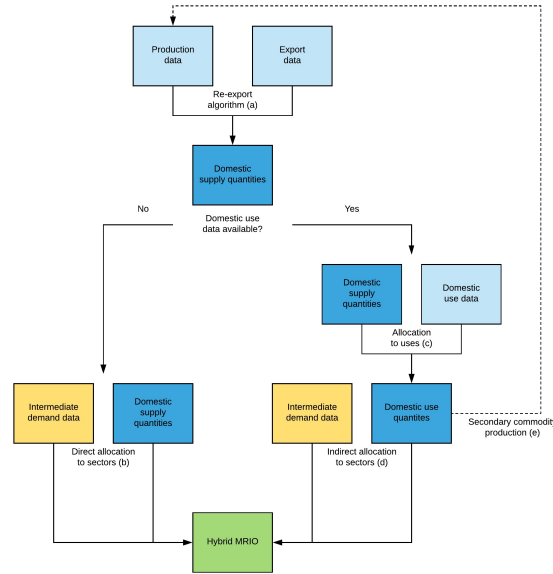 Production
data
Export
data
Re-export
algorithm (a)
Domestic
supply quantities
No
Domestic use
data available?
Yes
Domestic
supply
quantities
Domestic
use data
Allocation
to uses (c)
Intermediate
demand data
Domestic
supply
quantities
Intermediate
demand data
Domestic use
quantites
Secondary commodity
production (e)
Direct allocation
to sectors (b)
Indirect allocation
to sectors (d)
Hybrid MRIO